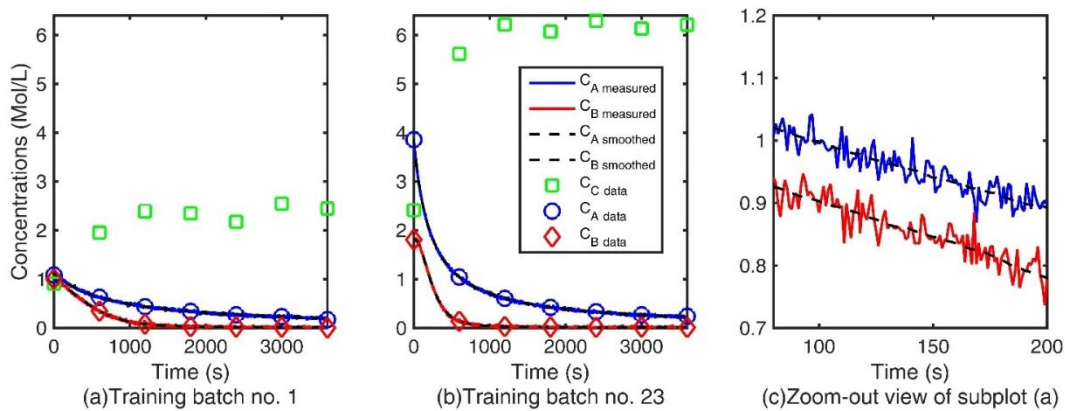 Concentrations (Mol/L)
6
5
4
3
2
1
0
0 1000 2000 3000
Time (s)
(a)Training batch no. 1
6
5
4
3
2
1
0
0 1000 2000 3000
Time (s)
(b)Training batch no. 23
C_A measured
C_B measured
C_A smoothed
C_B smoothed
C_C data
C_A data
C_B data
1.2
1.1
1
0.9
0.8
0.7
100 150 200
Time (s)
(c)Zoom-out view of subplot (a)